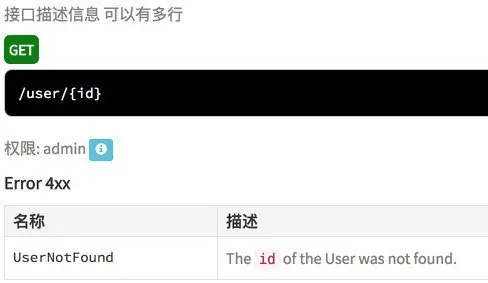 接口描述信息 可以有多行
GET
/user/{id}
权限: admin
Error 4xx
名称 描述
UserNotFound The id of the User was not found.